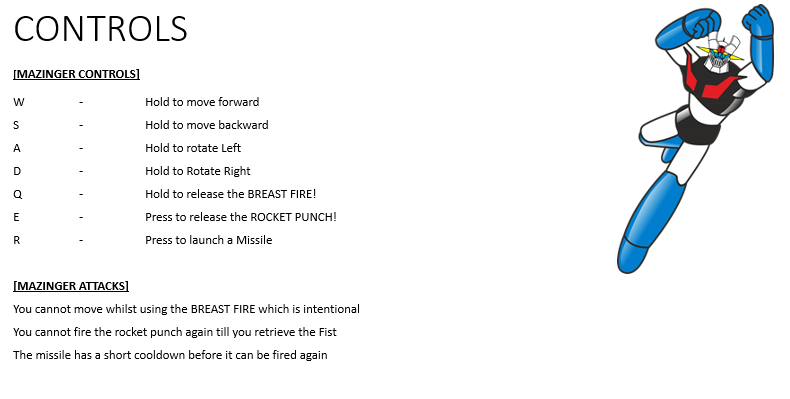 CONTROLS
[MAZINGER CONTROLS]
W - Hold to move forward
S - Hold to move backward
A - Hold to rotate Left
D - Hold to Rotate Right
Q - Hold to release the BREAST FIRE!
E - Press to release the ROCKET PUNCH!
R - Press to launch a Missile
[MAZINGER ATTACKS]
You cannot move whilst using the BREAST FIRE which is intentional
You cannot fire the rocket punch again till you retrieve the Fist
The missile has a short cooldown before it can be fired again